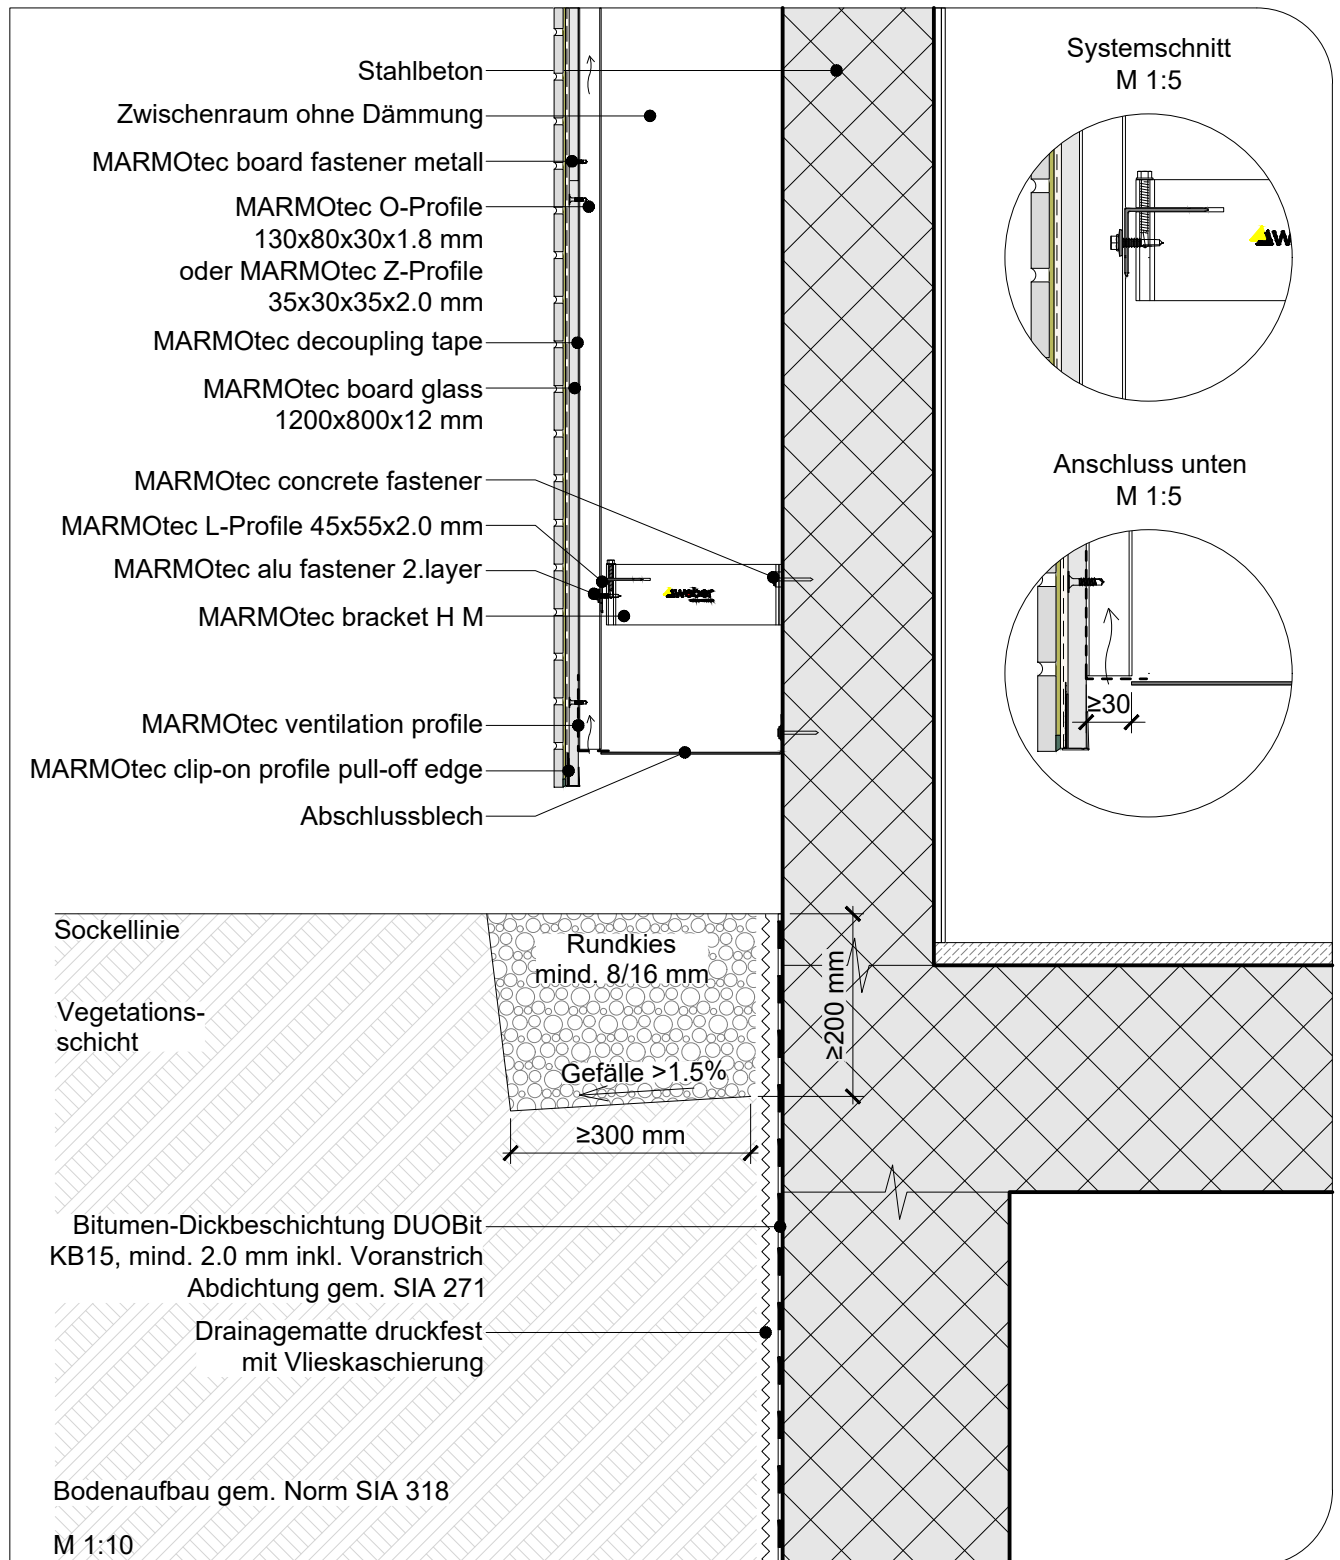 Stahlbeton
Zwischenraum ohne Dämmung
MARMOtec board fastener metall
MARMOtec O-Profile
130x80x30x1.8 mm
oder MARMOtec Z-Profile
35x30x35x2.0 mm
MARMOtec decoupling tape
MARMOtec board glass
1200x800x12 mm
MARMOtec concrete fastener
MARMOtec L-Profile 45x55x2.0 mm
MARMOtec alu fastener 2.layer
MARMOtec bracket H M
weber
MARMOtec ventilation profile
MARMOtec clip-on profile pull-off edge
Abschlussblech
Systemschnitt
M 1:5
w
Anschluss unten
M 1:5
≥30
Sockellinie
Vegetations-
schicht
Rundkies
mind. 8/16 mm
Gefälle >1.5%
≥300 mm
≥200 mm
Bitumen-Dickbeschichtung DUOBit
KB15, mind. 2.0 mm inkl. Voranstrich
Abdichtung gem. SIA 271
Drainagematte druckfest
mit Vlieskaschierung
Bodenaufbau gem. Norm SIA 318
M 1:10